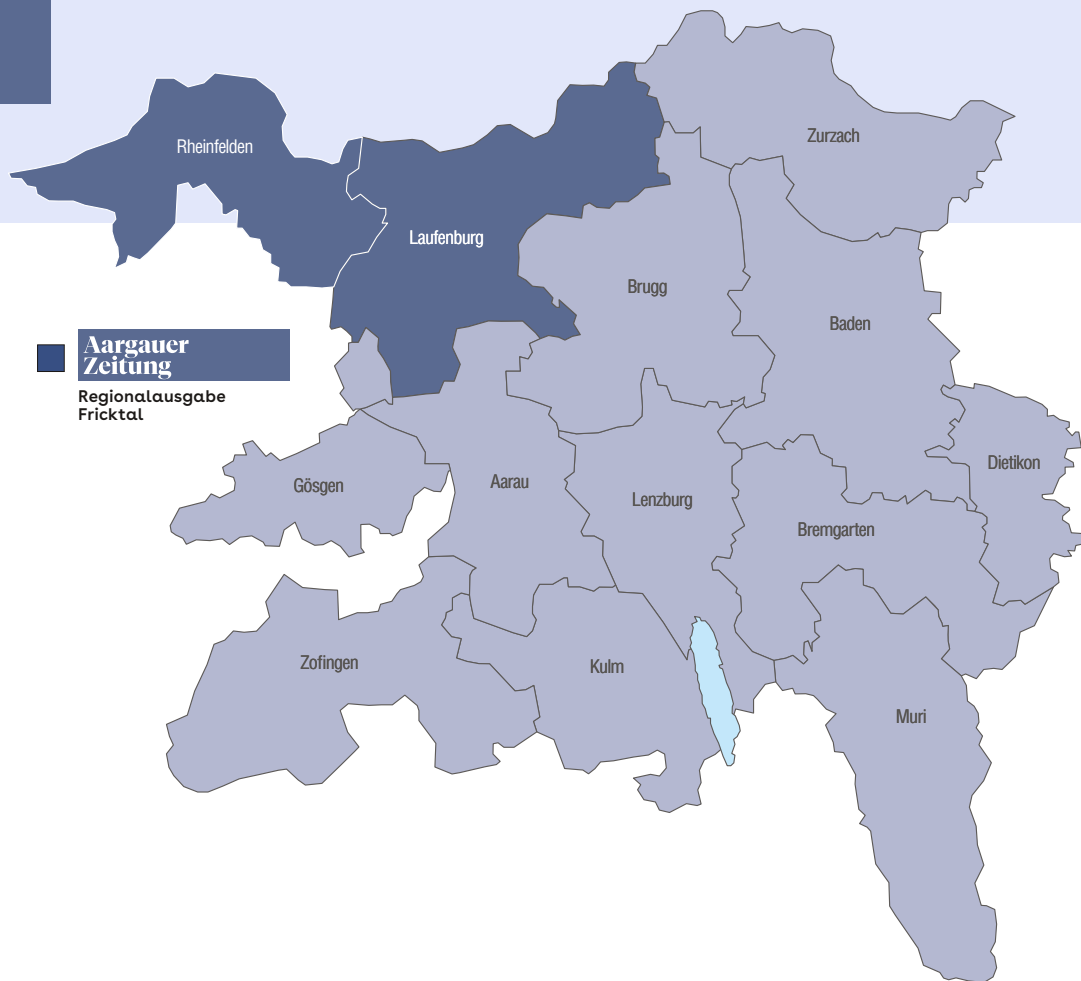 Zurzach
Rheinfelden
Laufenburg
Brugg
Baden
Aargauer
Zeitung
Regionalausgabe
Fricktal
Dietikon
Gösgen
Aarau
Lenzburg
Bremgarten
Zofingen
Kulm
Muri